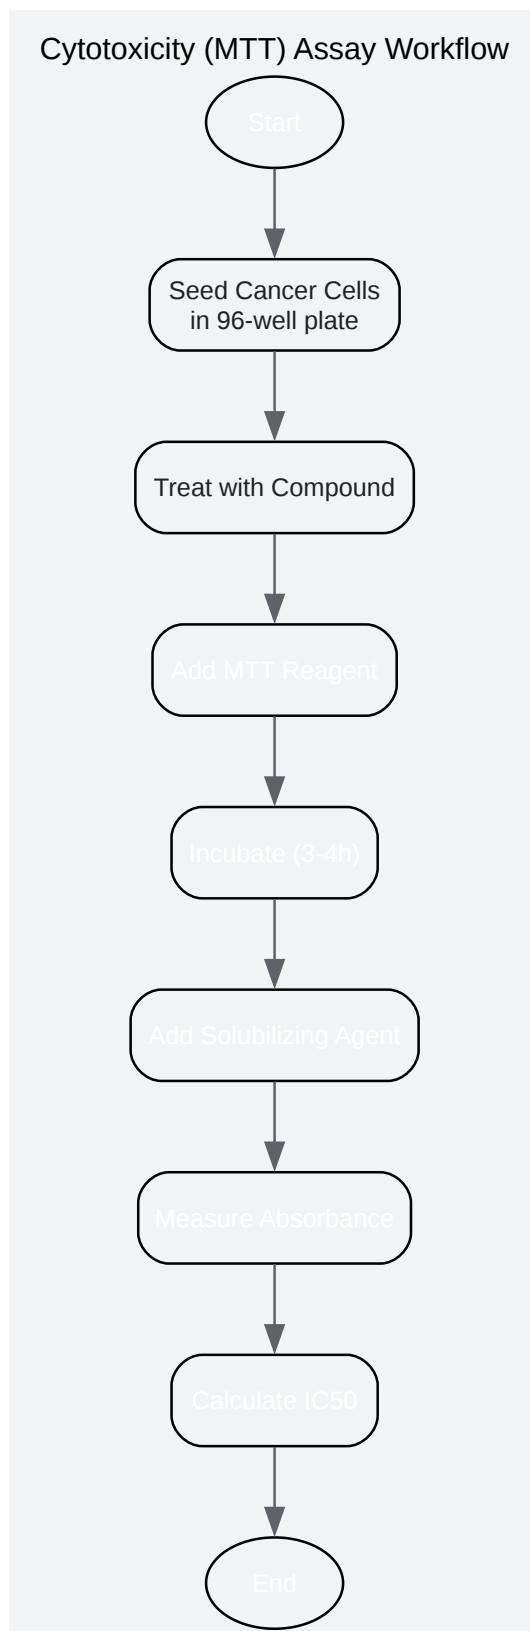 Cytotoxicity (MTT) Assay Workflow
Start
Seed Cancer Cells
in 96-well plate
Treat with Compound
Add MTT Reagent
Incubate (3-4h)
Add Solubilizing Agent
Measure Absorbance
Calculate IC50
End